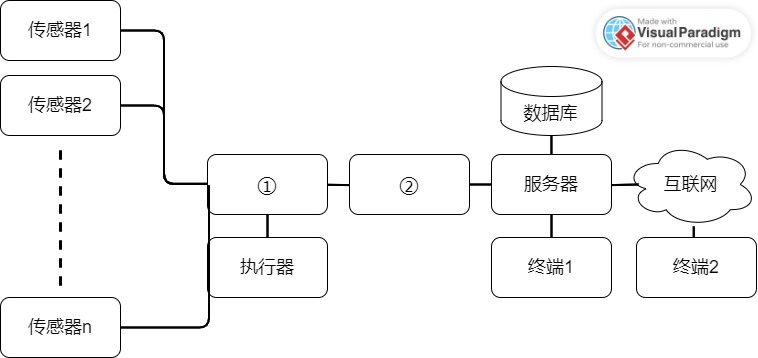 传感器1
Made with
VisualParadigm
For non-commercial use
传感器2
数据库
①
②
服务器
互联网
执行器
终端1
终端2
传感器n